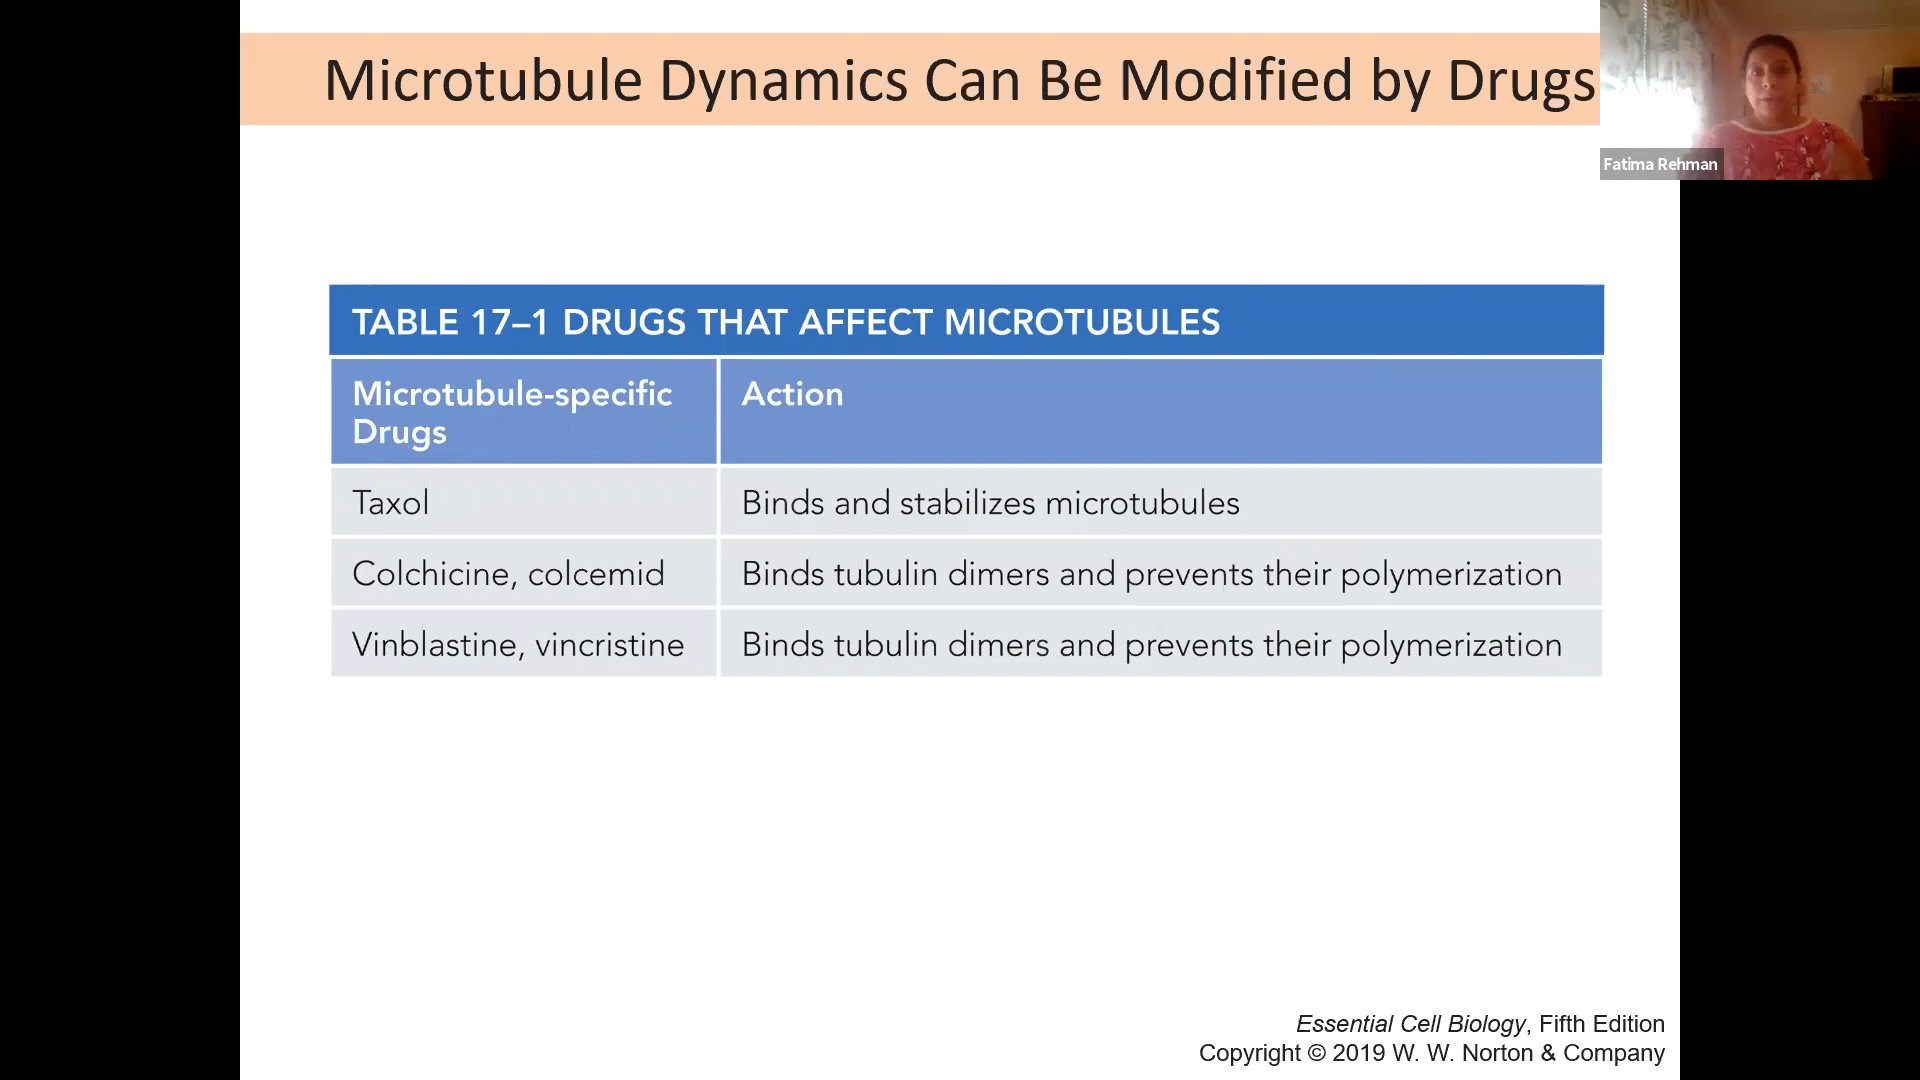 Microtubule Dynamics Can Be Modified by Drugs
Fatima Rehman
TABLE 17–1 DRUGS THAT AFFECT MICROTUBULES
Microtubule-specific
Drugs
Action
Taxol
Binds and stabilizes microtubules
Colchicine, colcemid
Binds tubulin dimers and prevents their polymerization
Vinblastine, vincristine
Binds tubulin dimers and prevents their polymerization
Essential Cell Biology, Fifth Edition
Copyright © 2019 W. W. Norton & Company